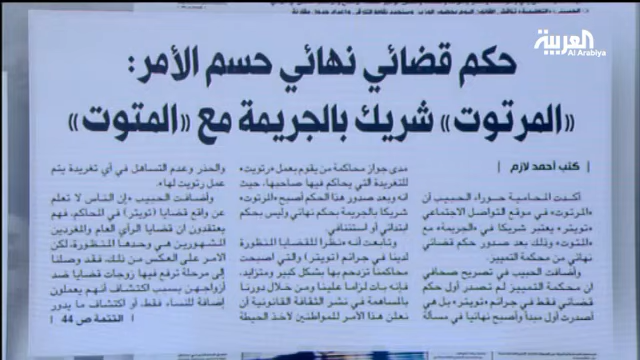 العربية
Al Arabiya
حكم قضائي نهائي حسم الأمر:
«المرتوت» شريك بالجريمة مع «المتوت»
كتب أحمد لازم
أكدت المحامية حوراء الحبيب أن
«المرتوت» في موقع التواصل الاجتماعي
«تويتر» يعتبر شريكا في «الجريمة» مع
«المتوت» وذلك بعد صدور حكم قضائي
نهائي من محكمة التمييز.
وأضافت الحبيب في تصريح صحافي
ان محكمة التمييز لم تصدر أول حكم
قضائي فقط في جرائم «تويتر» بل هي
أصدرت أول مبدأ وأصبح نهائيا في مسألة
مدى جواز محاكمة من يقوم بعمل «رتويت»
للتغريدة التي يحاكم فيها صاحبها، حيث
انه وبعد صدور هذا الحكم أصبح «المرتوت»
شريكا بالجريمة بحكم نهائي وليس بحكم
ابتدائي أو استئنافي.
وتابعت أنه «نظرا للقضايا المنظورة
لدينا في جرائم (تويتر) والتي اصبحت
محاكمنا تزدحم بها بشكل كبير ومتزايد،
فإنه بات لزاما علينا ومن خلال دورنا
بالمساهمة في نشر الثقافة القانونية أن
نعلن هذا الامر للمواطنين لاخذ الحيطة
والحذر وعدم التساهل في أي تغريدة يتم
عمل رتويت لها».
وأضافت الحبيب «إن الناس لا تعلم
عن واقع قضايا (تويتر) في المحاكم، فهم
يعتقدون أن قضايا الرأي العام والمغردين
المشهورين هي وحدها المنظورة، لكن
الامر على العكس من ذلك، فقد وصلنا
إلى مرحلة ترفع فيها زوجات قضايا ضد
أزواجهن بسبب اكتشاف أنهم يعملون
إضافة للنساء فقط، أو اكتشاف ما يدور
التتمة ص 44